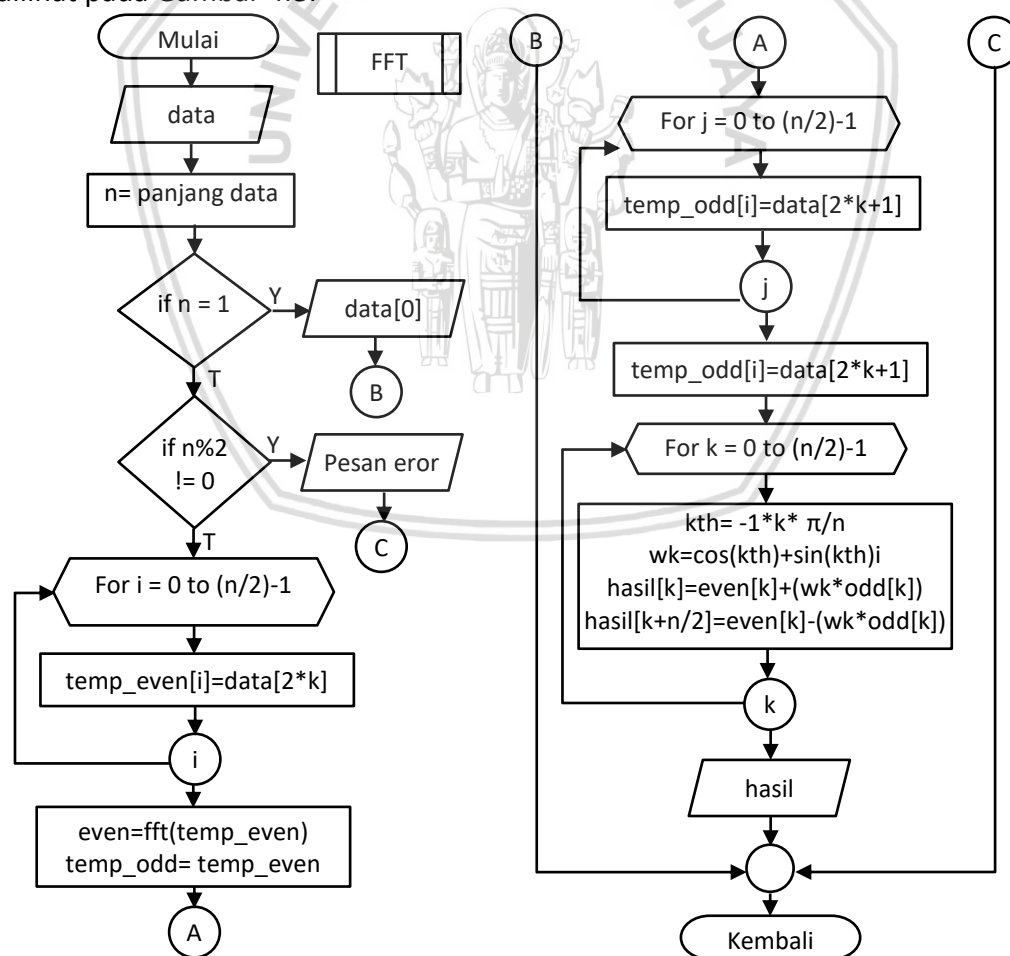 Mulai
FFT
data
n= panjang data
if n = 1
Y
data[0]
B
T
if n%2
!= 0
Y
Pesan eror
C
T
For i = 0 to (n/2)-1
temp_even[i]=data[2*k]
i
even=fft(temp_even)
temp_odd= temp_even
A
B
A
C
For j = 0 to (n/2)-1
temp_odd[i]=data[2*k+1]
j
temp_odd[i]=data[2*k+1]
For k = 0 to (n/2)-1
kth= -1*k* π/n
wk=cos(kth)+sin(kth)i
hasil[k]=even[k]+(wk*odd[k])
hasil[k+n/2]=even[k]-(wk*odd[k])
k
hasil
Kembali